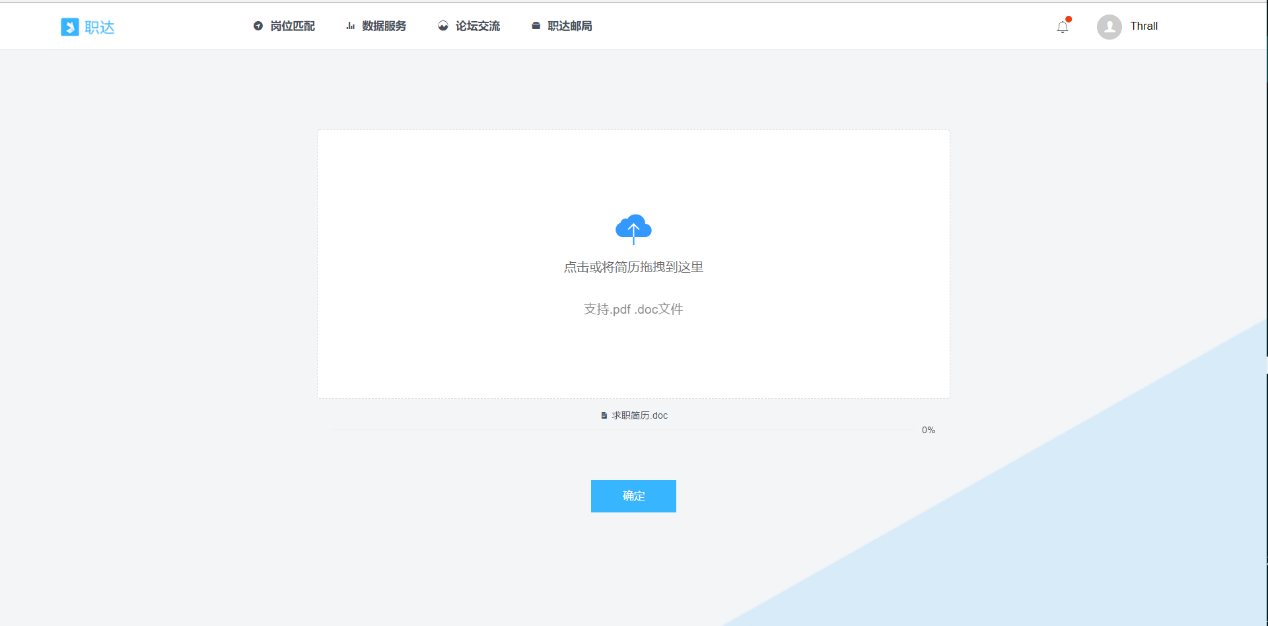 职达
岗位匹配 数据服务 论坛交流 职达邮局
Thrall
点击或将简历拖拽到这里
支持.pdf .doc文件
求职简历.doc
0%
确定